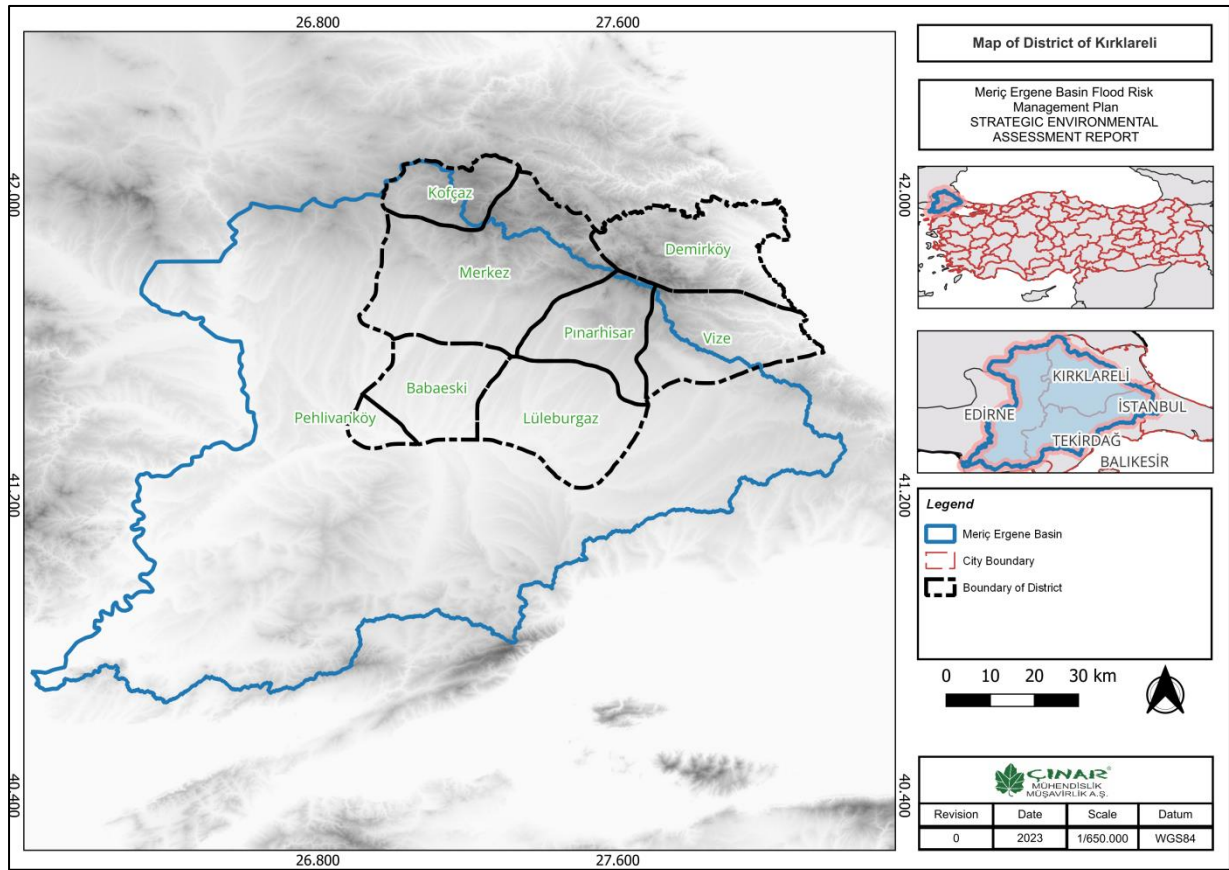 26.800
27.600
42.000
42.000
41.200
41.200
40.400
40.400
Kofçaz
Demirköy
Merkez
Pınarhisar
Vize
Babaeski
Pehlivanköy
Lüleburgaz
26.800
27.600
Map of District of Kırklareli
Meriç Ergene Basin Flood Risk
Management Plan
STRATEGIC ENVIRONMENTAL
ASSESSMENT REPORT
KIRKLARELİ
EDİRNE
İSTANBUL
TEKİRDAĞ
BALIKESİR
Legend
Meriç Ergene Basin
City Boundary
Boundary of District
0 10 20 30 km
ÇINAR®
MÜHENDİSLİK
MÜŞAVİRLİK A.Ş.
Revision Date Scale Datum
0 2023 1/650.000 WGS84